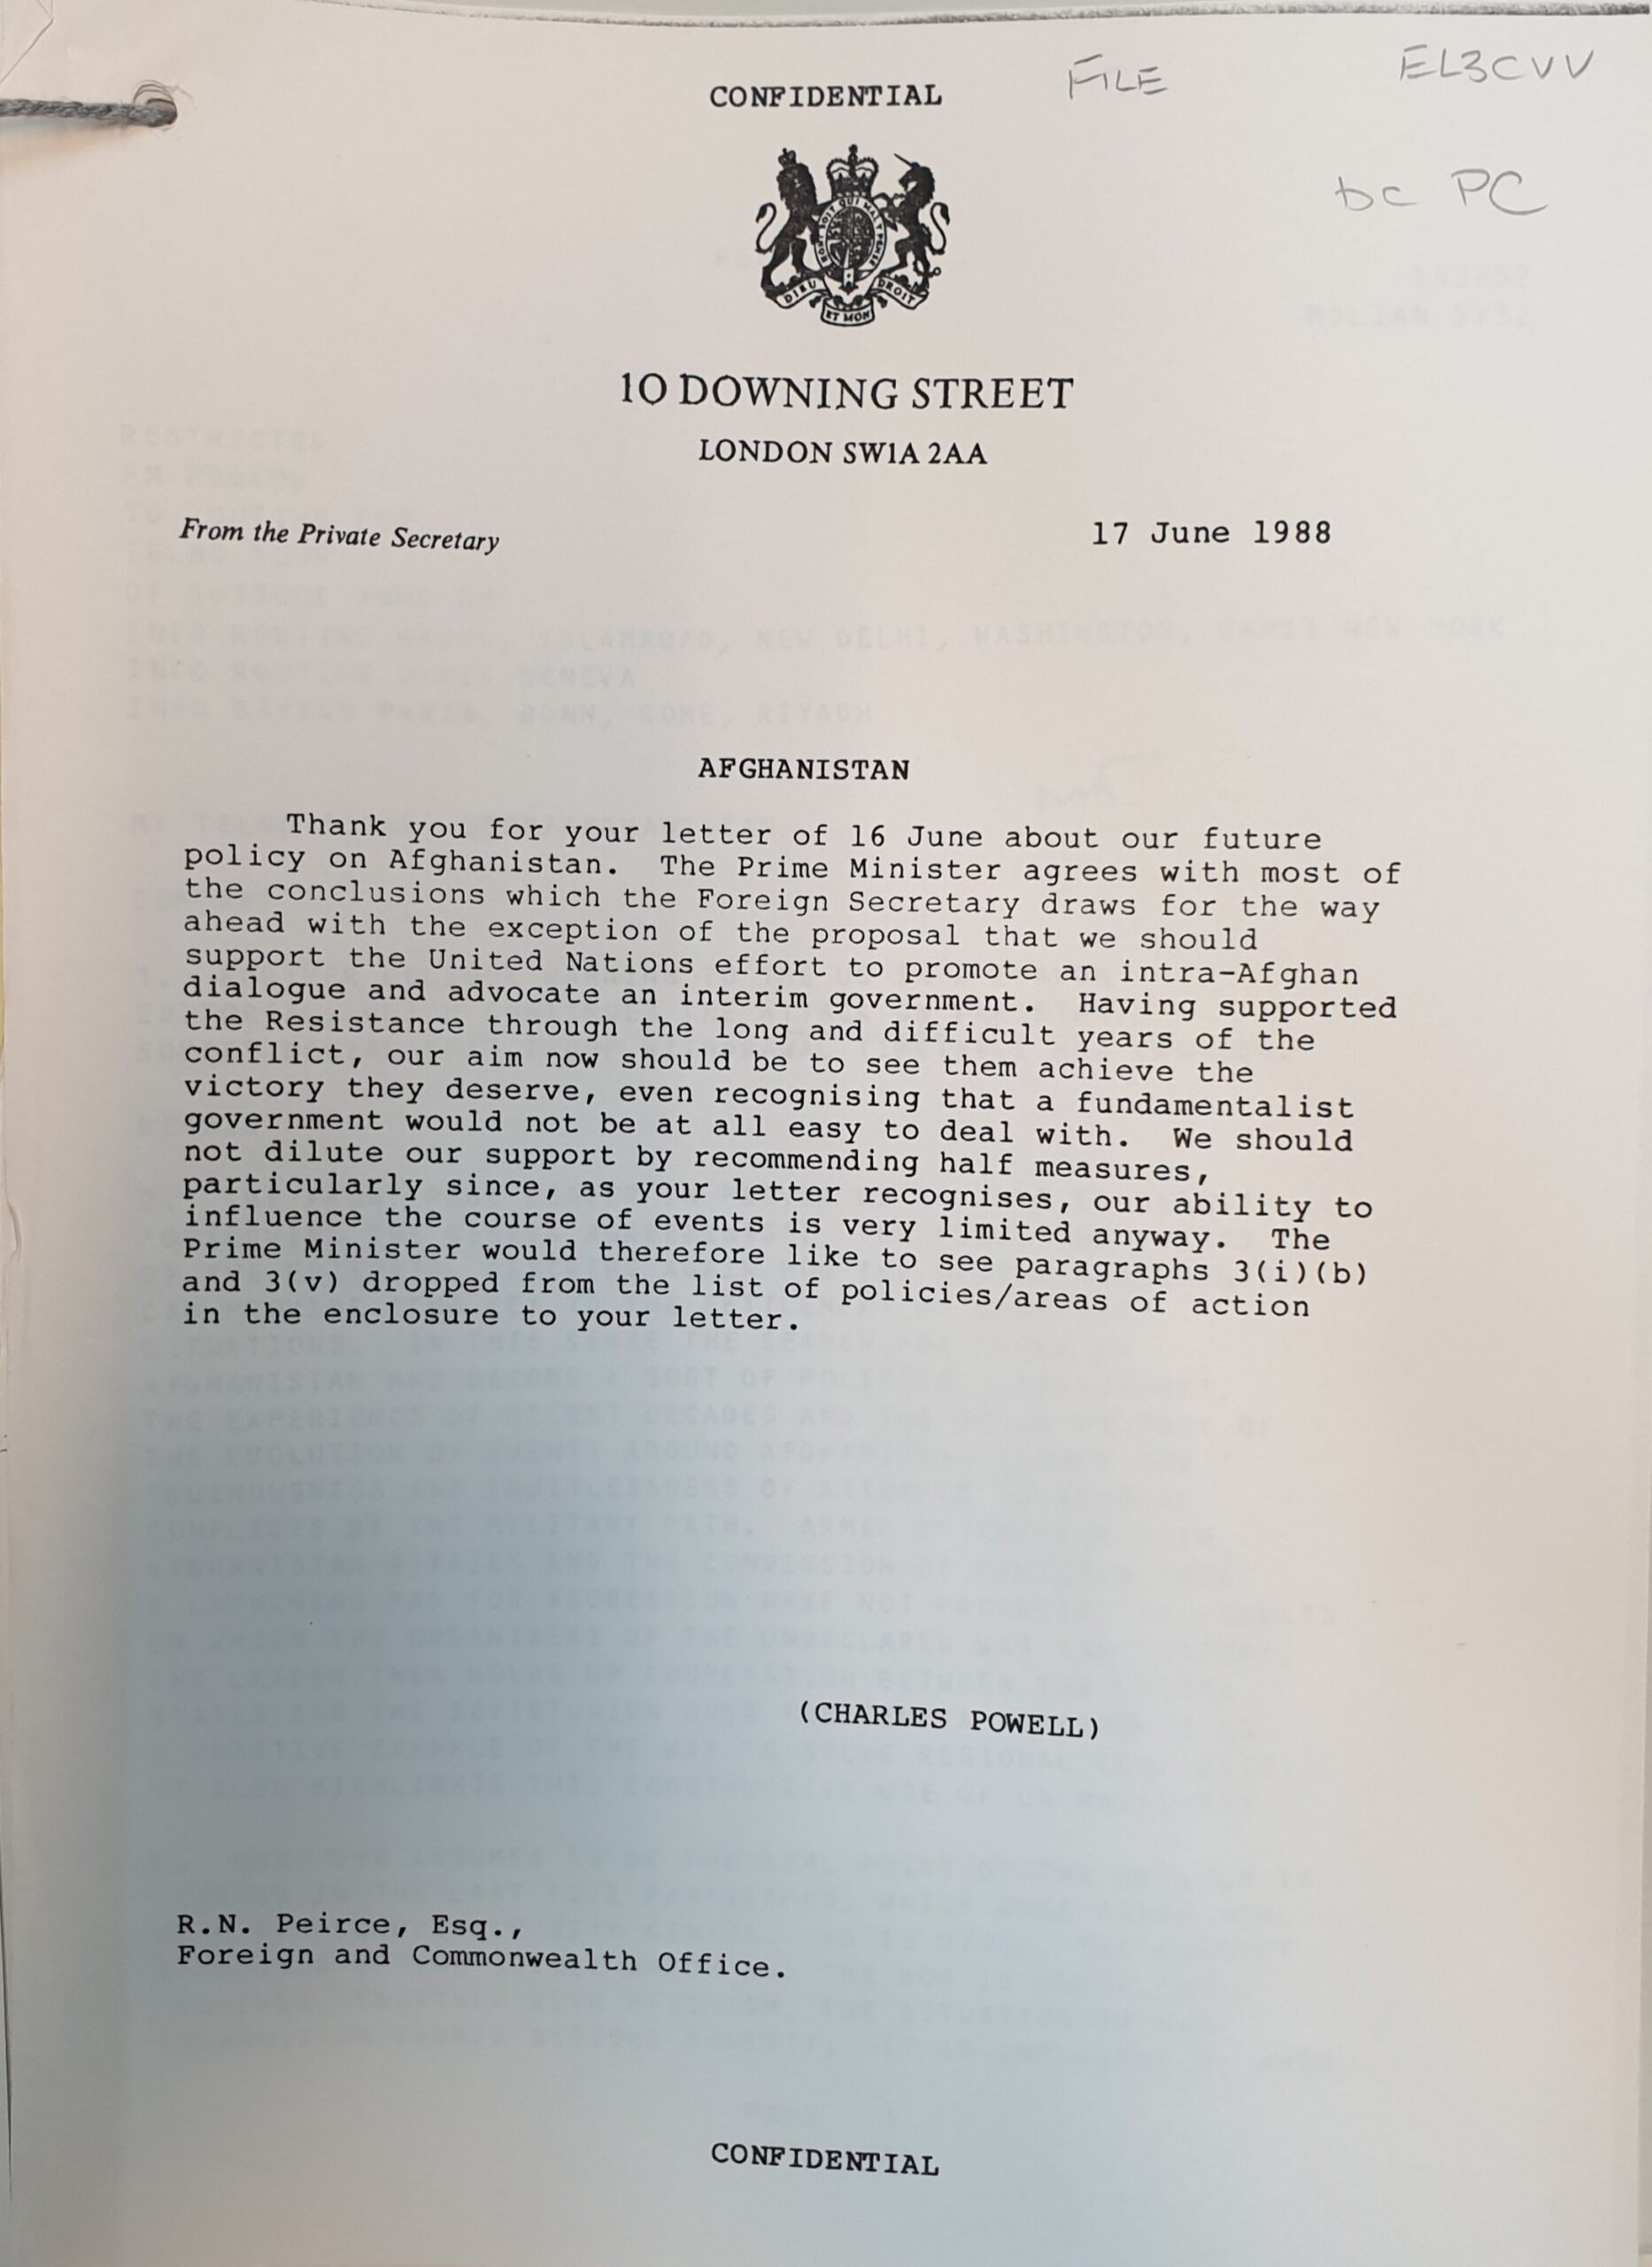 CONFIDENTIAL
FILE
EL3CVV
bc PC
HONI SOIT QUI MAL Y PENSE
DIEU ET MON DROIT
10 DOWNING STREET
LONDON SW1A 2AA
From the Private Secretary
17 June 1988
AFGHANISTAN
Thank you for your letter of 16 June about our future
policy on Afghanistan. The Prime Minister agrees with most of
the conclusions which the Foreign Secretary draws for the way
ahead with the exception of the proposal that we should
support the United Nations effort to promote an intra-Afghan
dialogue and advocate an interim government. Having supported
the Resistance through the long and difficult years of the
conflict, our aim now should be to see them achieve the
victory they deserve, even recognising that a fundamentalist
government would not be at all easy to deal with. We should
not dilute our support by recommending half measures,
particularly since, as your letter recognises, our ability to
influence the course of events is very limited anyway. The
Prime Minister would therefore like to see paragraphs 3(i)(b)
and 3(v) dropped from the list of policies/areas of action
in the enclosure to your letter.
(CHARLES POWELL)
R.N. Peirce, Esq.,
Foreign and Commonwealth Office.
CONFIDENTIAL